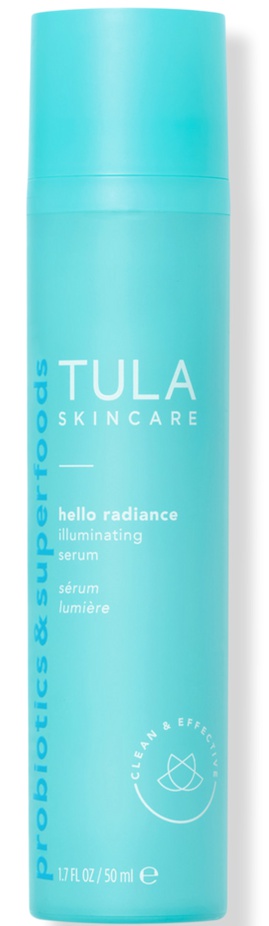 TULA
SKINCARE
hello radiance
illuminating
serum
sérum
lumière
probiotics & superfoods
CLEAN & EFFECTIVE
1.7 FL OZ / 50 ml ℮